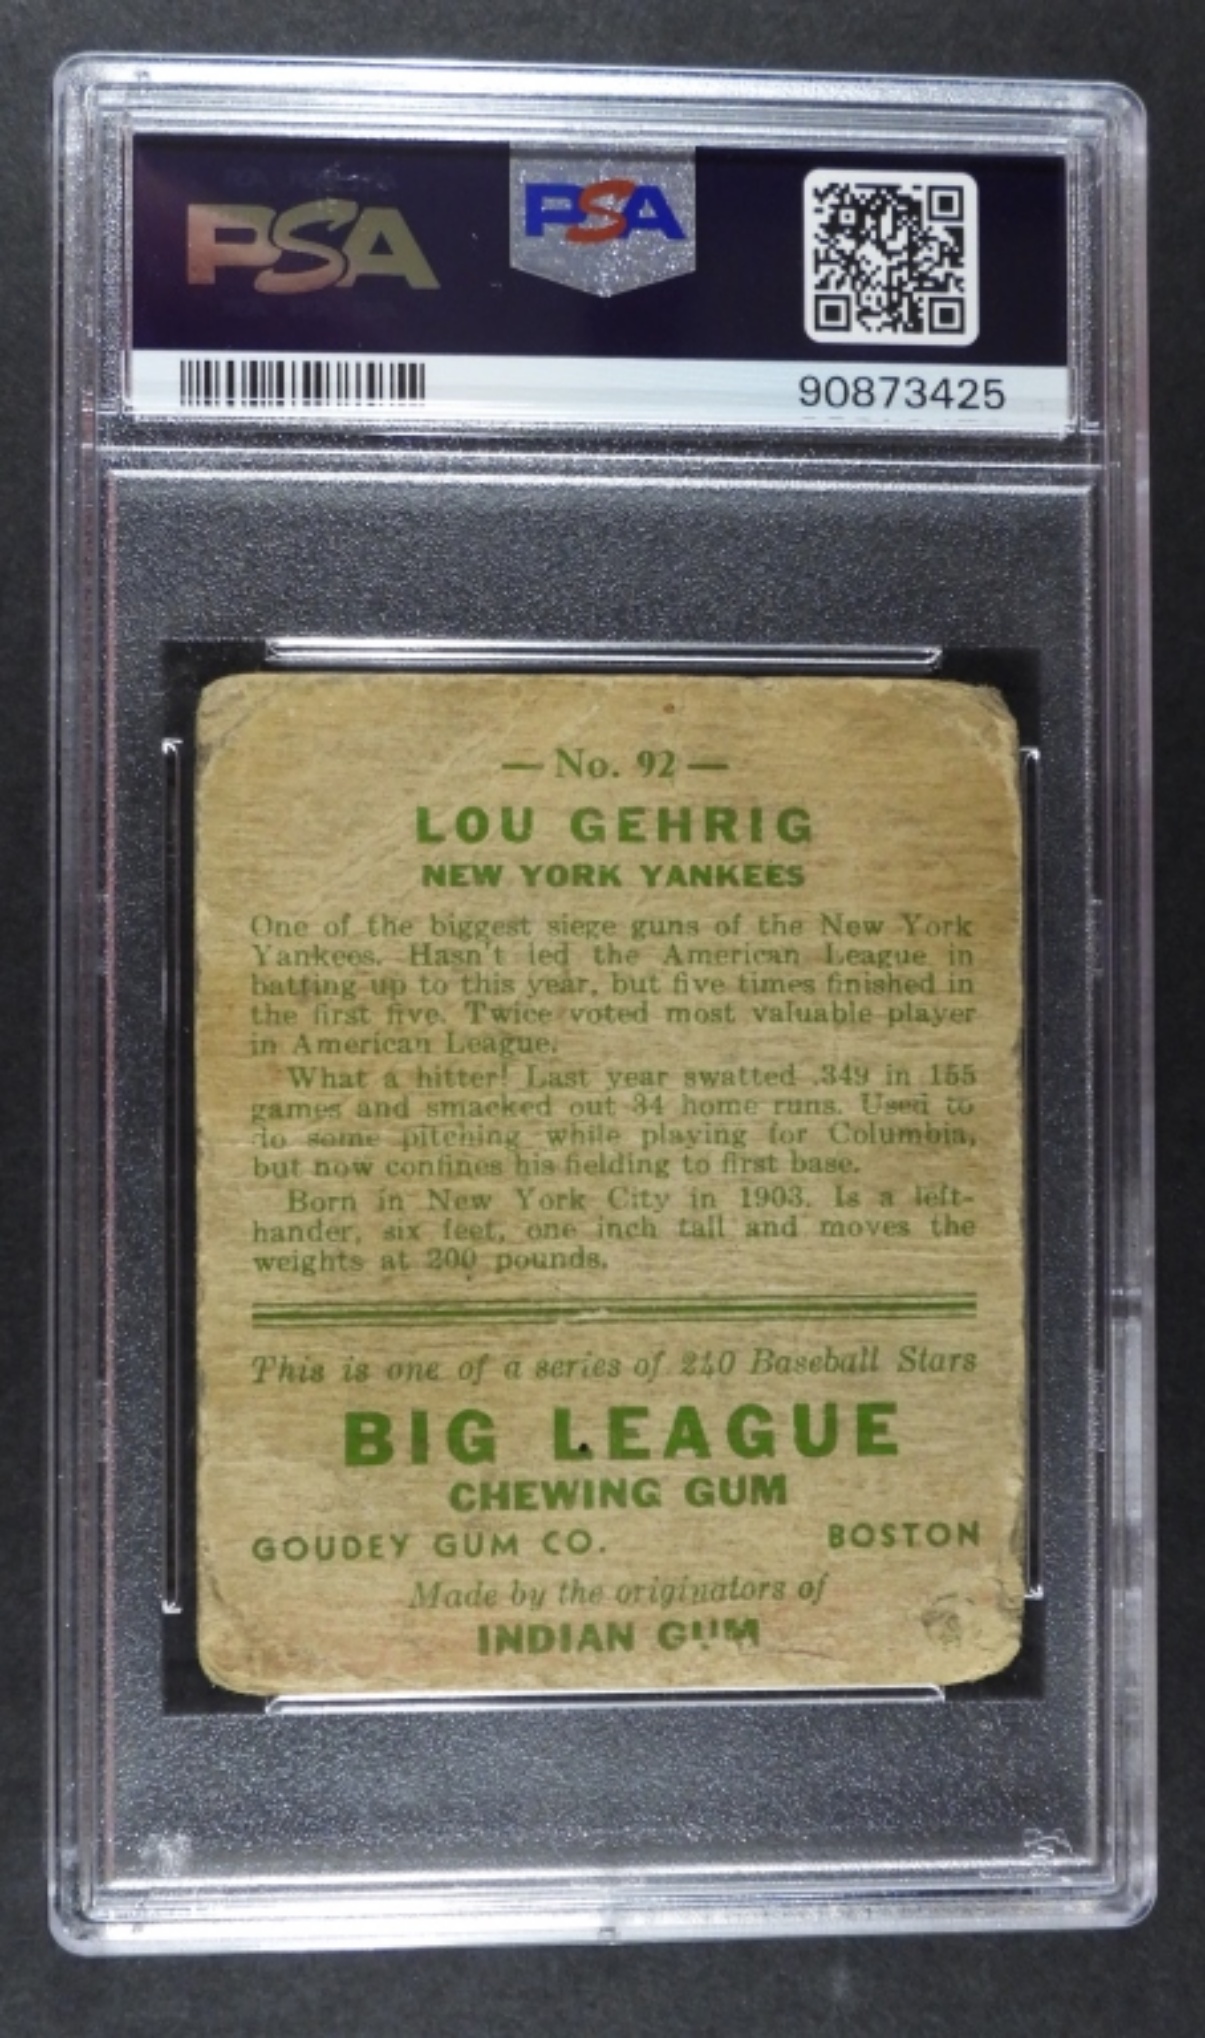 PSA
PSA
90873425
— No. 92 —
LOU GEHRIG
NEW YORK YANKEES
One of the biggest siege guns of the New York
Yankees. Hasn't led the American League in
batting up to this year, but five times finished in
the first five. Twice voted most valuable player
in American League.
What a hitter! Last year swatted .349 in 155
games and smacked out 34 home runs. Used to
do some pitching while playing for Columbia,
but now confines his fielding to first base.
Born in New York City in 1903. Is a left-
hander, six feet, one inch tall and moves the
weights at 200 pounds.
This is one of a series of 240 Baseball Stars
BIG LEAGUE
CHEWING GUM
GOUDEY GUM CO. BOSTON
Made by the originators of
INDIAN GUM